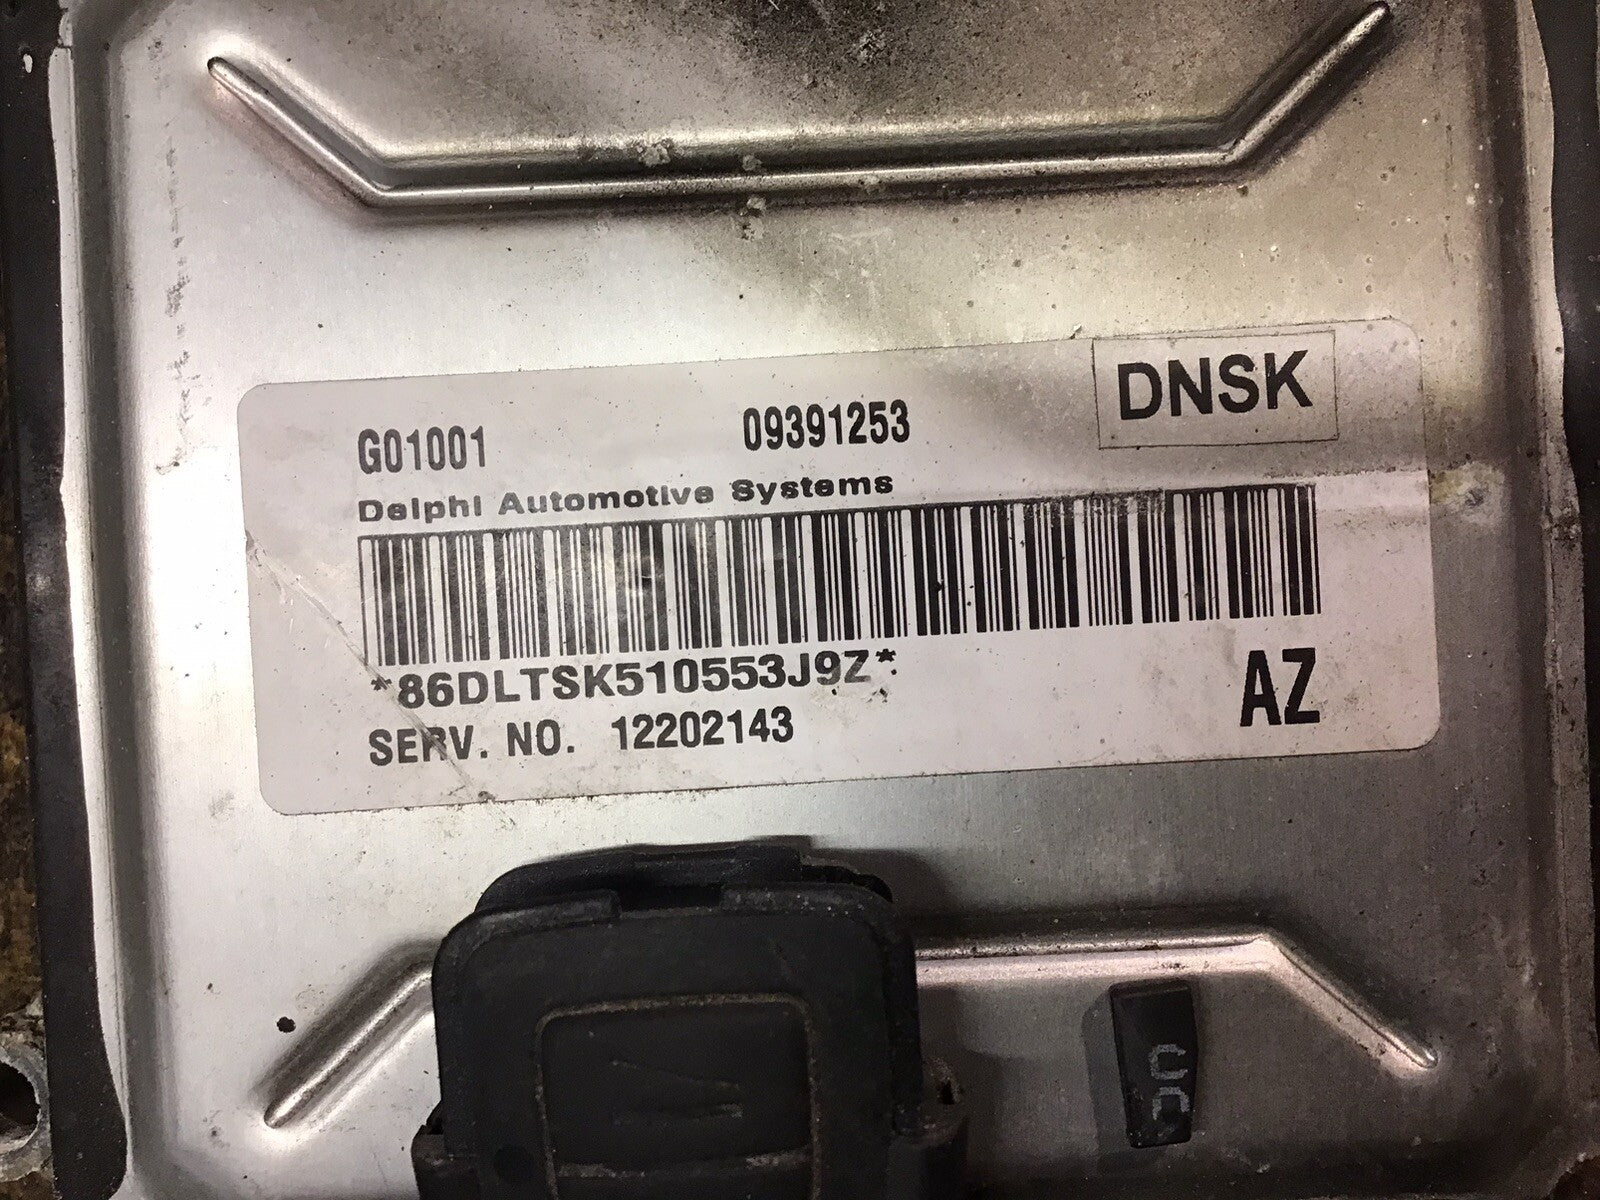 G01001 09391253 DNSK
Delphi Automotive Systems
*86DLTSK510553J9Z*
SERV. NO. 12202143 AZ